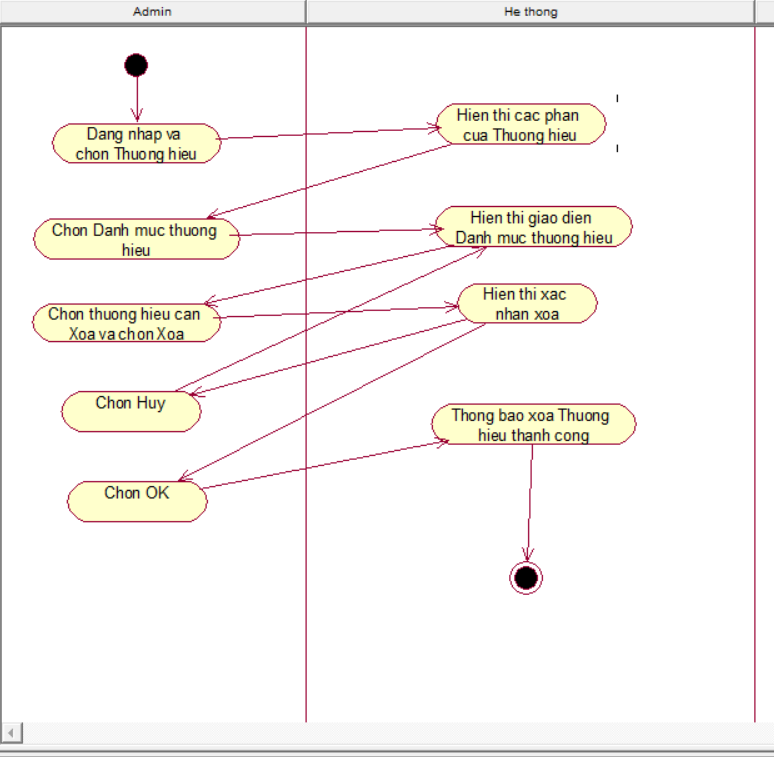 Admin
He thong
Dang nhap va
chon Thuong hieu
Hien thi cac phan
cua Thuong hieu
Chon Danh muc thuong
hieu
Hien thi giao dien
Danh muc thuong hieu
Chon thuong hieu can
Xoa va chon Xoa
Hien thi xac
nhan xoa
Chon Huy
Thong bao xoa Thuong
hieu thanh cong
Chon OK